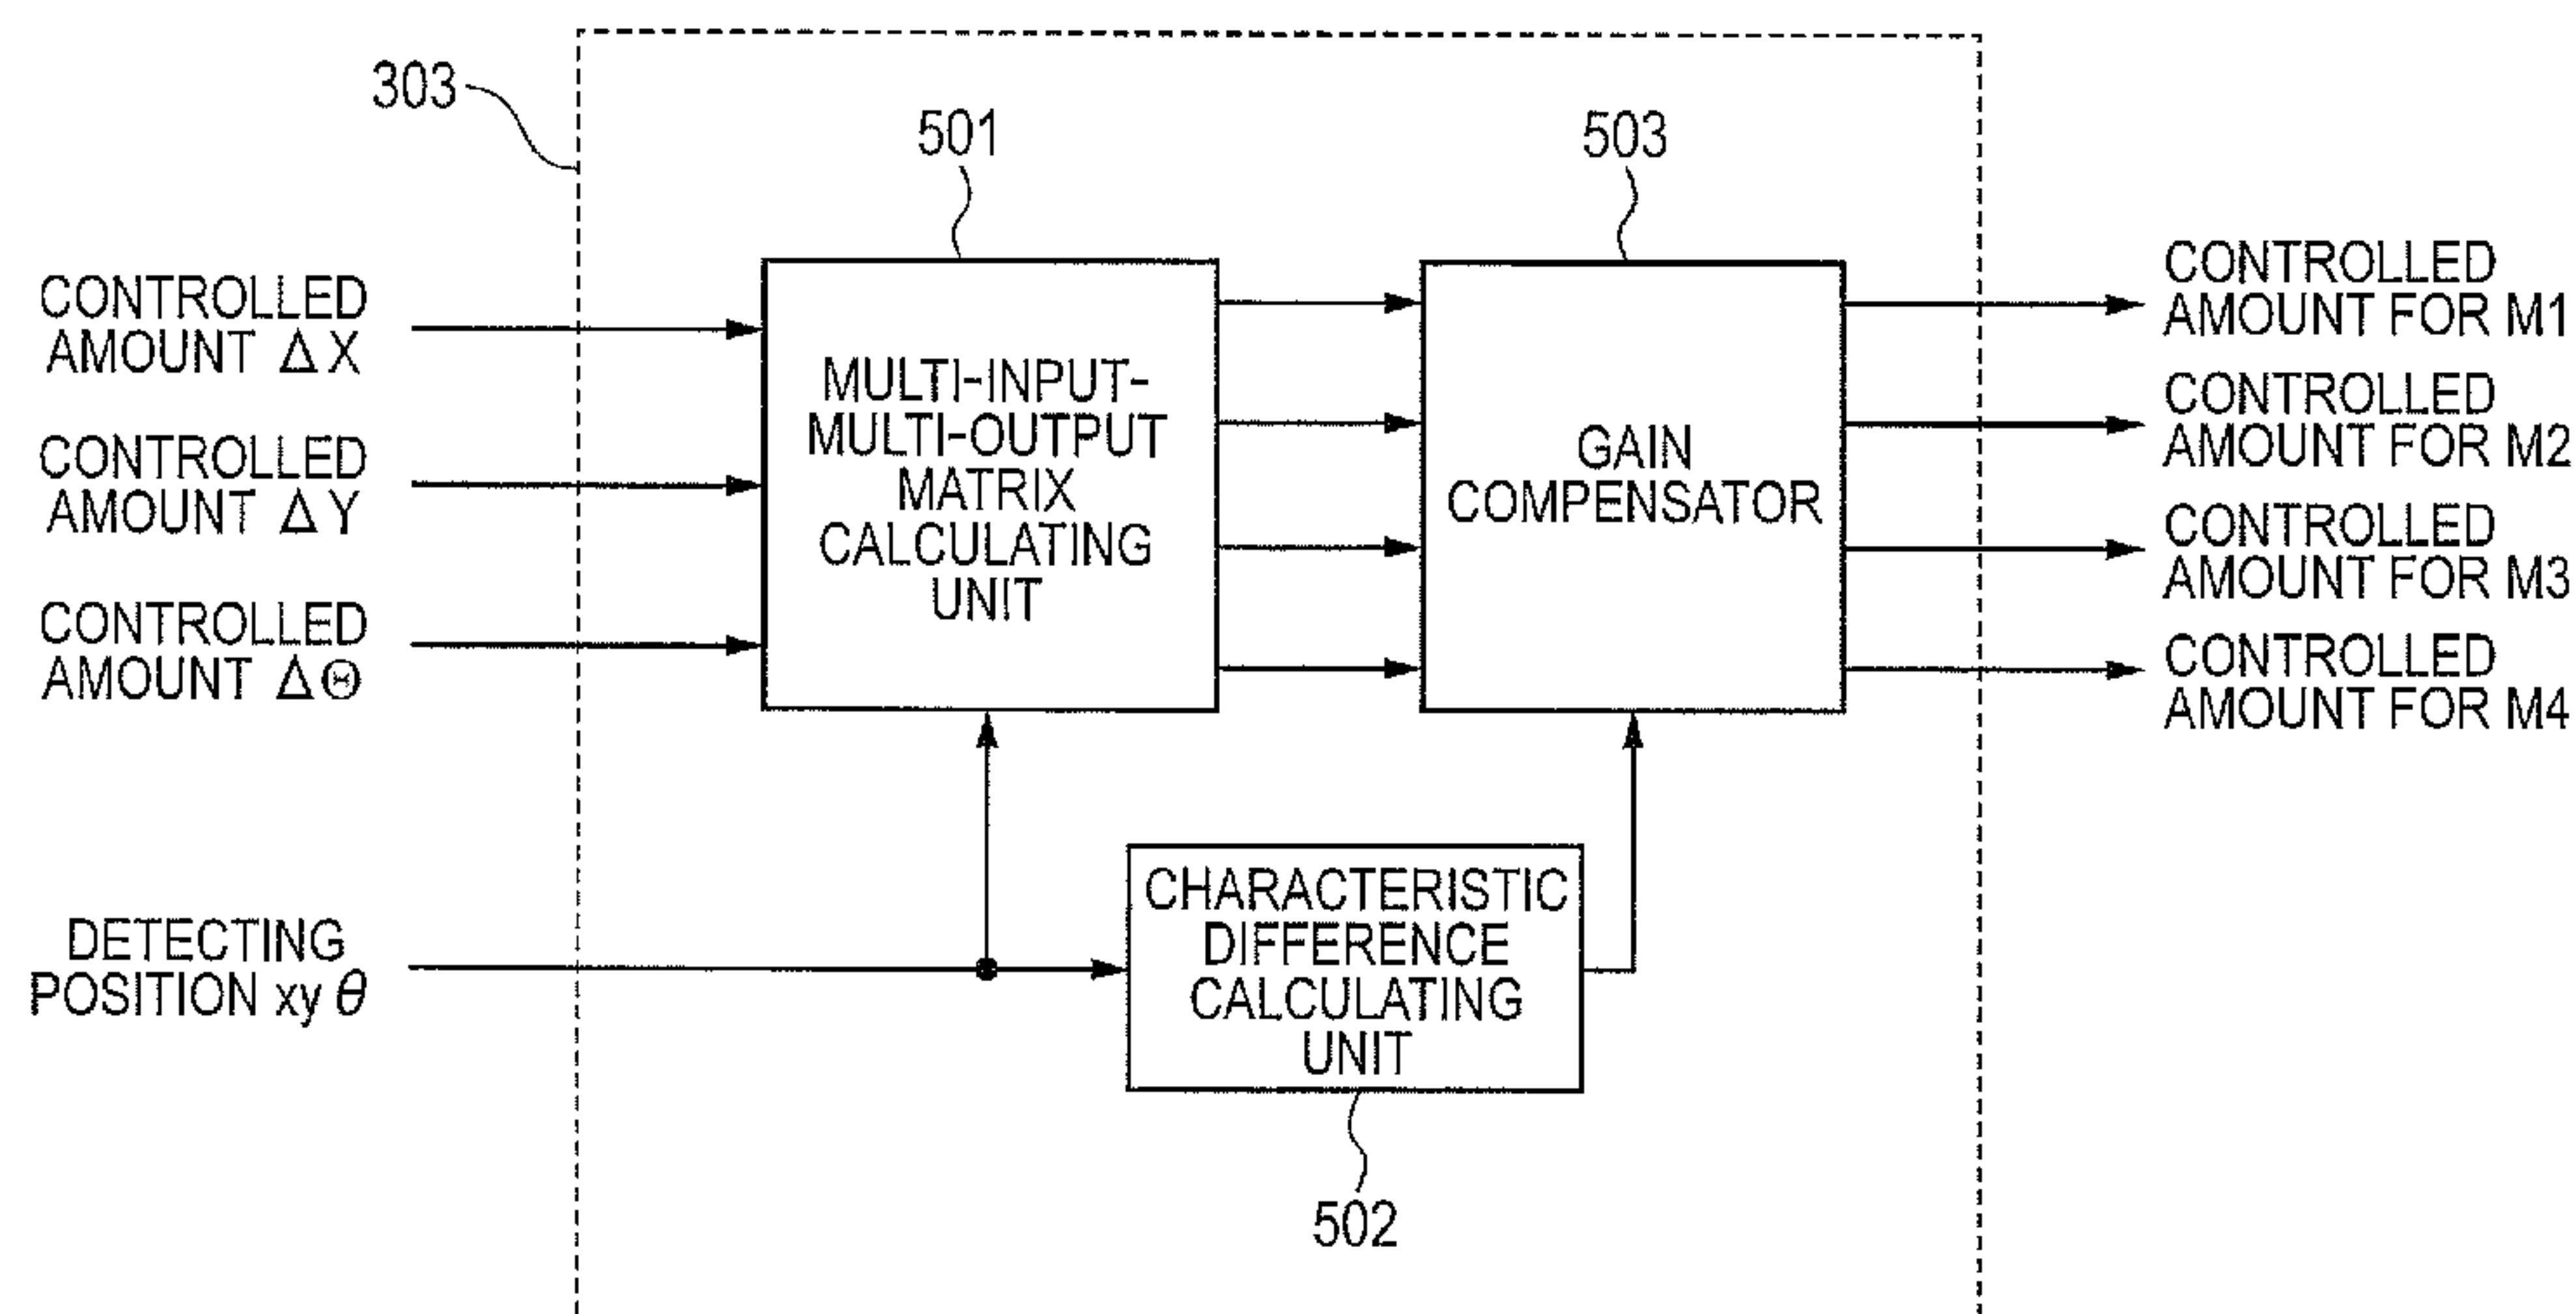 303
501
503
CONTROLLED
AMOUNT ΔX
CONTROLLED
AMOUNT ΔY
CONTROLLED
AMOUNT ΔΘ
MULTI-INPUT-
MULTI-OUTPUT
MATRIX
CALCULATING
UNIT
GAIN
COMPENSATOR
CONTROLLED
AMOUNT FOR M1
CONTROLLED
AMOUNT FOR M2
CONTROLLED
AMOUNT FOR M3
CONTROLLED
AMOUNT FOR M4
DETECTING
POSITION xy θ
CHARACTERISTIC
DIFFERENCE
CALCULATING
UNIT
502